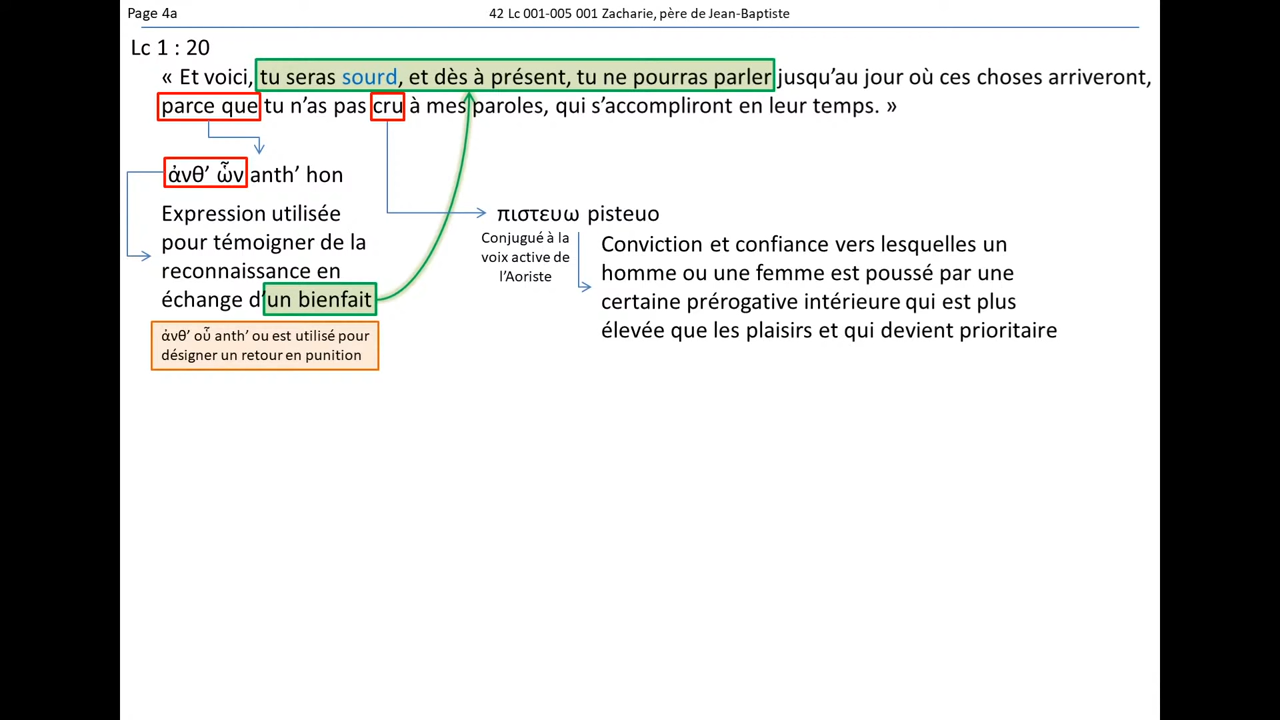 Page 4a
42 Lc 001-005 001 Zacharie, père de Jean-Baptiste
Lc 1 : 20
« Et voici, tu seras sourd, et dès à présent, tu ne pourras parler jusqu’au jour où ces choses arriveront,
parce que tu n’as pas cru à mes paroles, qui s’accompliront en leur temps. »
ἀνθ’ ὧν anth’ hon
Expression utilisée
pour témoigner de la
reconnaissance en
échange d’un bienfait
ἀνθ’ οὗ anth’ ou est utilisé pour
désigner un retour en punition
πιστευω pisteuo
Conjugué à la
voix active de
l’Aoriste
Conviction et confiance vers lesquelles un
homme ou une femme est poussé par une
certaine prérogative intérieure qui est plus
élevée que les plaisirs et qui devient prioritaire